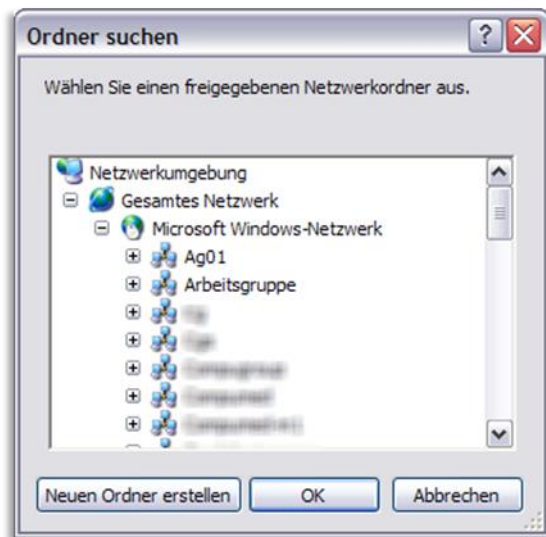 Ordner suchen
Wählen Sie einen freigegebenen Netzwerkordner aus.
Netzwerkumgebung
Gesamtes Netzwerk
Microsoft Windows-Netzwerk
Ag01
Arbeitsgruppe
Neuen Ordner erstellen
OK
Abbrechen